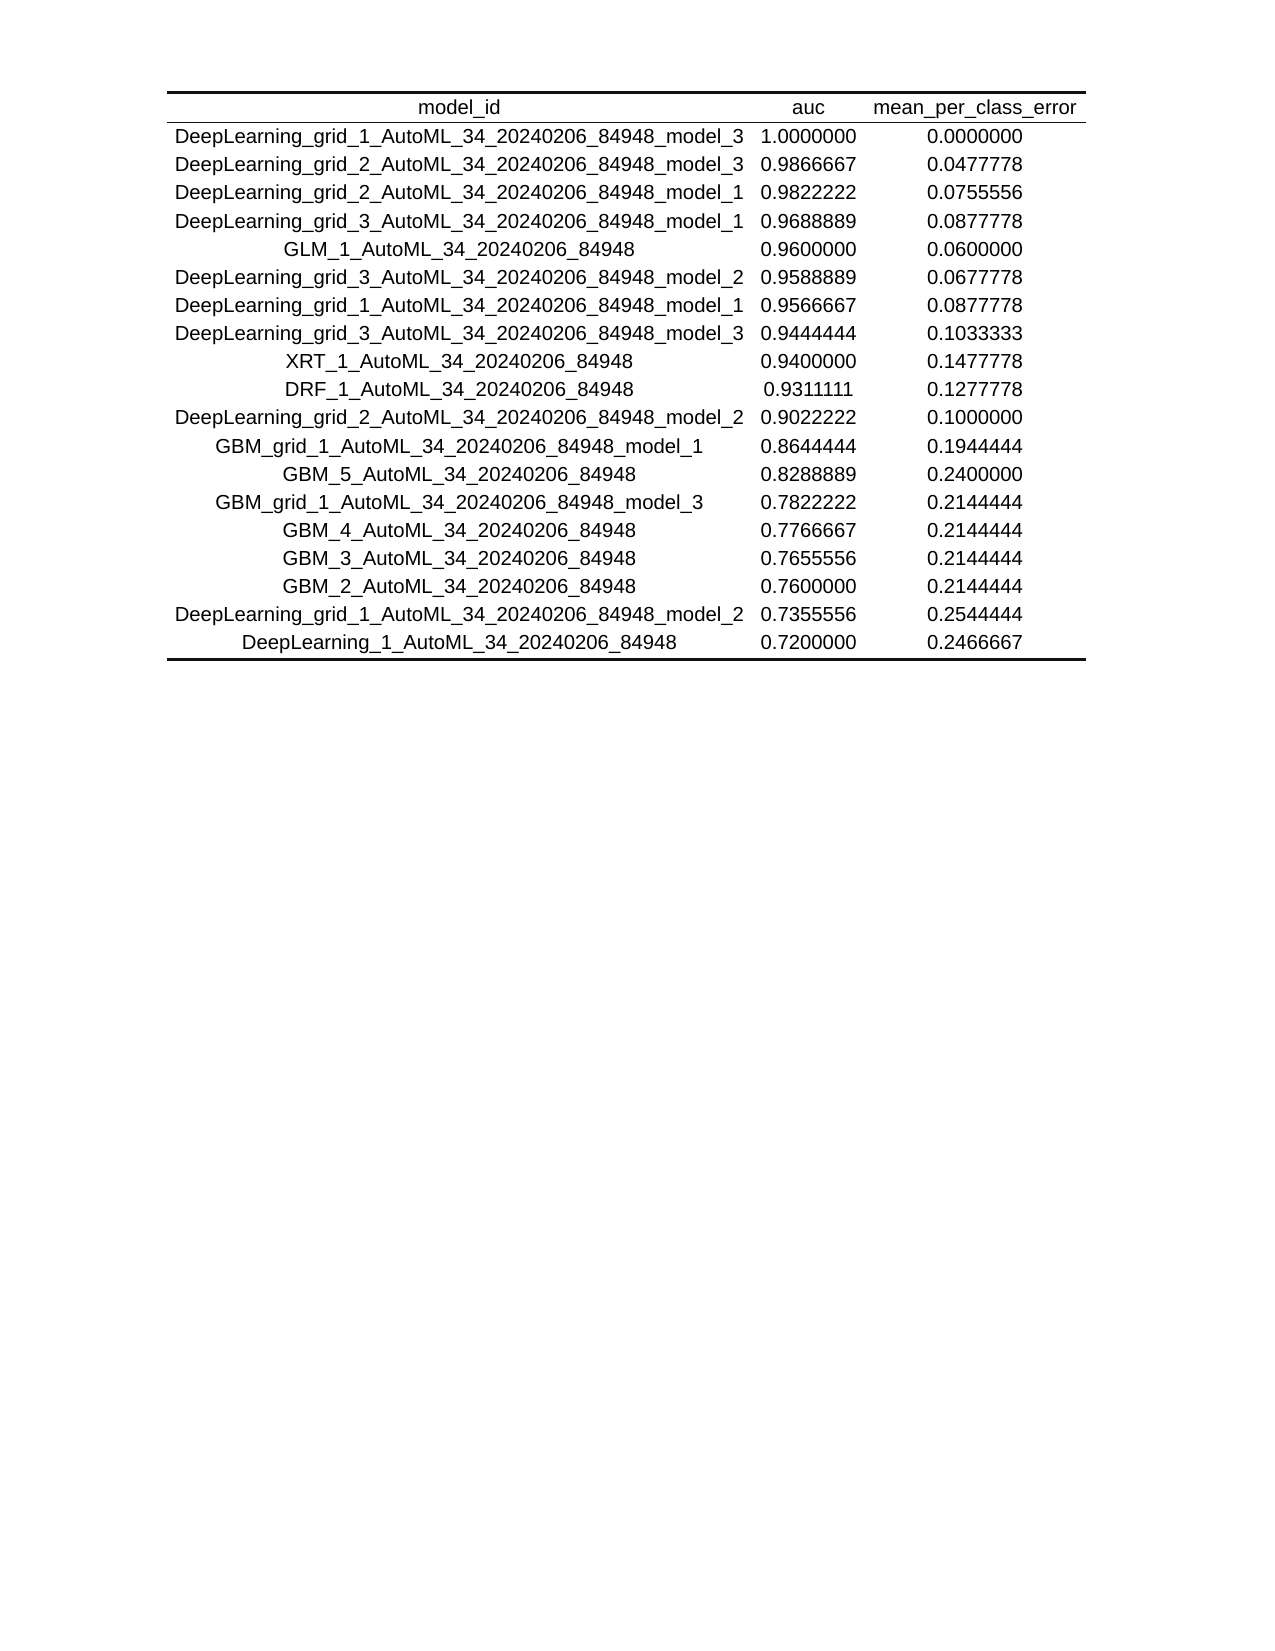 model_id auc mean_per_class_error
DeepLearning_grid_1_AutoML_34_20240206_84948_model_3 1.0000000 0.0000000
DeepLearning_grid_2_AutoML_34_20240206_84948_model_3 0.9866667 0.0477778
DeepLearning_grid_2_AutoML_34_20240206_84948_model_1 0.9822222 0.0755556
DeepLearning_grid_3_AutoML_34_20240206_84948_model_1 0.9688889 0.0877778
GLM_1_AutoML_34_20240206_84948 0.9600000 0.0600000
DeepLearning_grid_3_AutoML_34_20240206_84948_model_2 0.9588889 0.0677778
DeepLearning_grid_1_AutoML_34_20240206_84948_model_1 0.9566667 0.0877778
DeepLearning_grid_3_AutoML_34_20240206_84948_model_3 0.9444444 0.1033333
XRT_1_AutoML_34_20240206_84948 0.9400000 0.1477778
DRF_1_AutoML_34_20240206_84948 0.9311111 0.1277778
DeepLearning_grid_2_AutoML_34_20240206_84948_model_2 0.9022222 0.1000000
GBM_grid_1_AutoML_34_20240206_84948_model_1 0.8644444 0.1944444
GBM_5_AutoML_34_20240206_84948 0.8288889 0.2400000
GBM_grid_1_AutoML_34_20240206_84948_model_3 0.7822222 0.2144444
GBM_4_AutoML_34_20240206_84948 0.7766667 0.2144444
GBM_3_AutoML_34_20240206_84948 0.7655556 0.2144444
GBM_2_AutoML_34_20240206_84948 0.7600000 0.2144444
DeepLearning_grid_1_AutoML_34_20240206_84948_model_2 0.7355556 0.2544444
DeepLearning_1_AutoML_34_20240206_84948 0.7200000 0.2466667